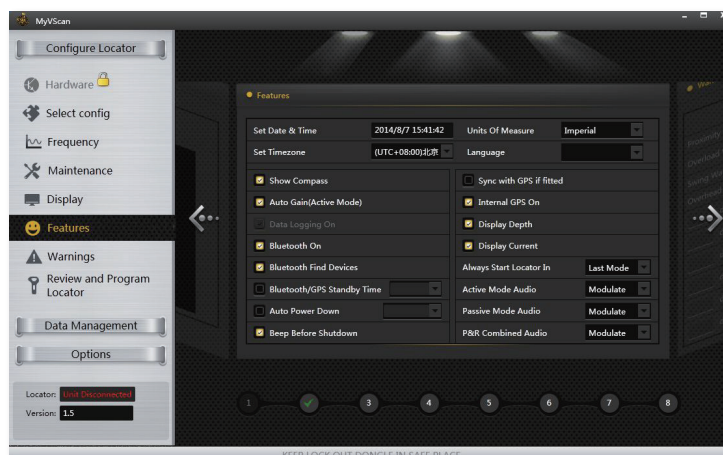 MyVScan
Configure Locator
Hardware
Select config
Frequency
Maintenance
Display
Features
Warnings
Review and Program
Locator
Data Management
Options
Locator: Unit Disconnected
Version: 1.5
Features
Set Date & Time 2014/8/7 15:41:42 Units Of Measure Imperial
Set Timezone (UTC+08:00)北京 Language
Show Compass Sync with GPS if fitted
Auto Gain(Active Mode) Internal GPS On
Data Logging On Display Depth
Bluetooth On Display Current
Bluetooth Find Devices Always Start Locator In Last Mode
Bluetooth/GPS Standby Time Active Mode Audio Modulate
Auto Power Down Passive Mode Audio Modulate
Beep Before Shutdown P&R Combined Audio Modulate
1 3 4 5 6 7 8
KEEP LOCK OUT DONGLE IN SAFE PLACE